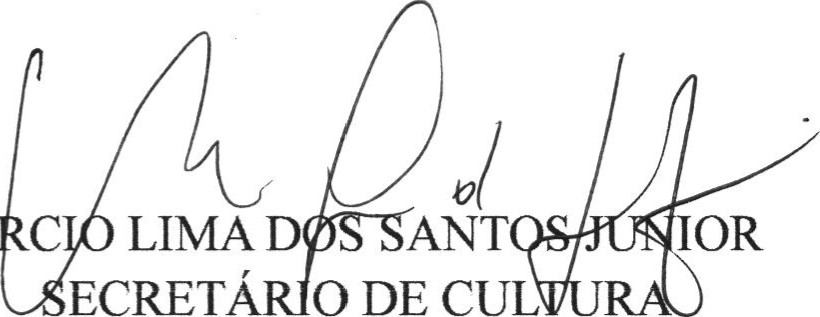 RCIO LIMA DOS SANTOS JUNIOR
SECRETÁRIO DE CULTURA